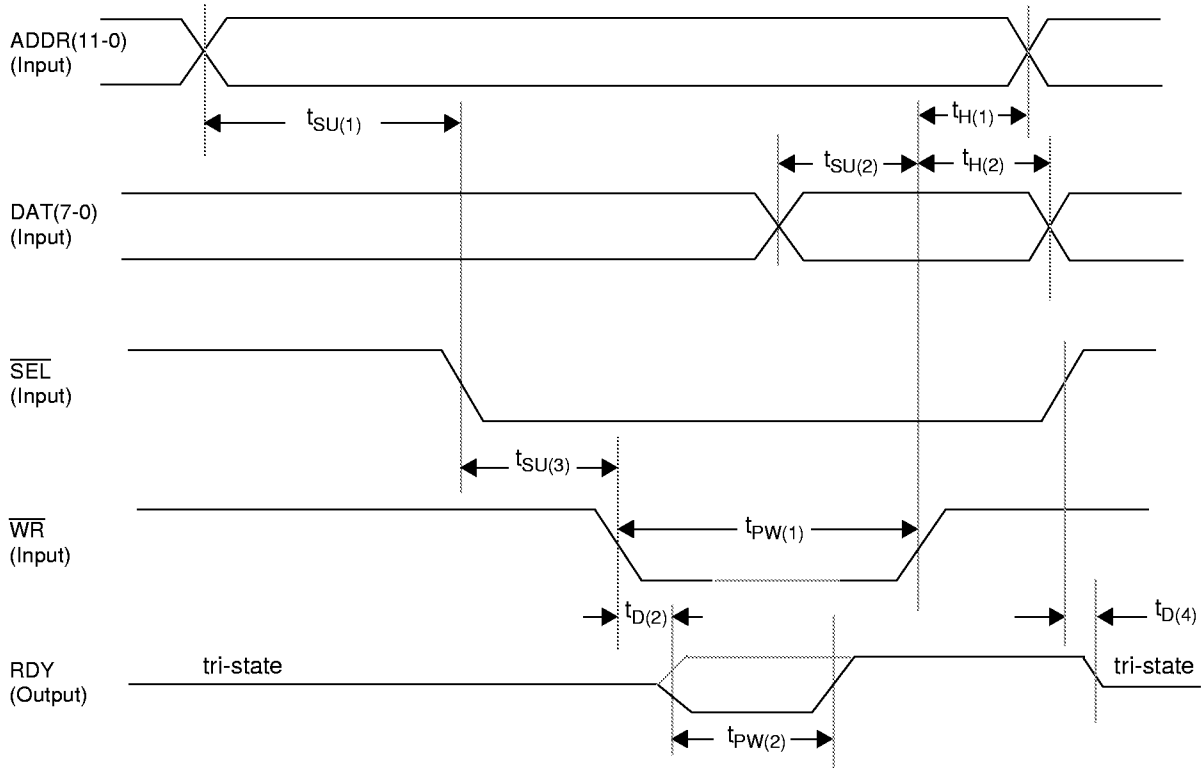 ADDR(11-0)
(Input)
tSU(1)
tH(1)
tSU(2)
tH(2)
DAT(7-0)
(Input)
SEL
(Input)
tSU(3)
WR
(Input)
tPW(1)
tD(2)
tD(4)
RDY
(Output)
tri-state
tri-state
tPW(2)